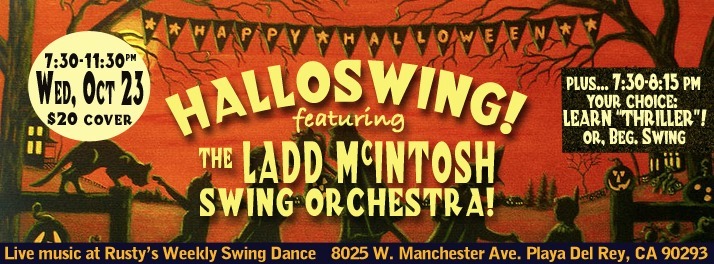 ★HAPPY★HALLOWEEN★★
7:30-11:30PM
WED, OCT 23
$20 COVER
HALLOSWING!
featuring
THE LADD McINTOSH
SWING ORCHESTRA!
PLUS... 7:30-8:15 PM
YOUR CHOICE:
LEARN "THRILLER"!
OR, BEG. SWING
Live music at Rusty's Weekly Swing Dance 8025 W. Manchester Ave. Playa Del Rey, CA 90293